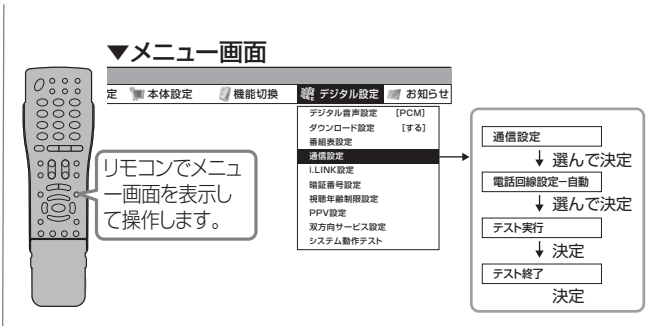 ▼メニュー画面
定 本体設定 機能切換 デジタル設定 お知らせ
デジタル音声設定 [PCM]
ダウンロード設定 [する]
番組表設定
通信設定
i.LINK設定
暗証番号設定
視聴年齢制限設定
PPV設定
双方向サービス設定
システム動作テスト
リモコンでメニュ
ー画面を表示し
て操作します。
通信設定
選んで決定
電話回線設定ー自動
選んで決定
テスト実行
決定
テスト終了
決定